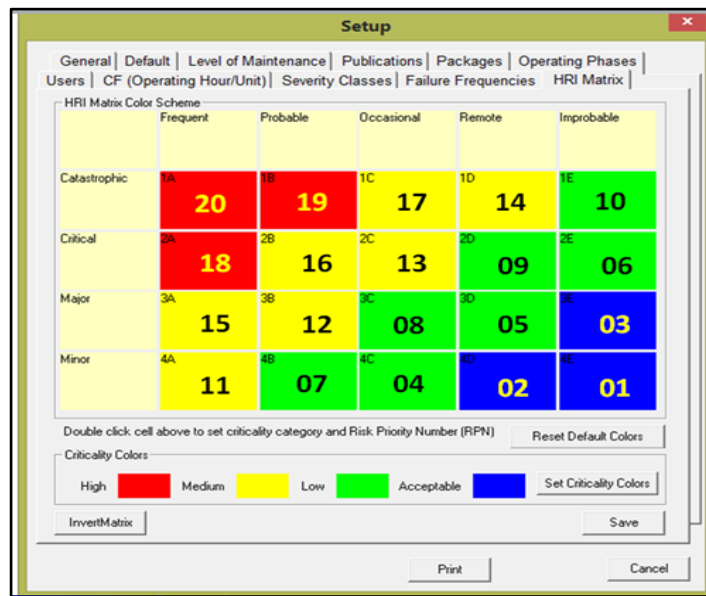 Setup
General Default Level of Maintenance Publications Packages Operating Phases
Users CF (Operating Hour/Unit) Severity Classes Failure Frequencies HRI Matrix
HRI Matrix Color Scheme
Frequent Probable Occasional Remote Improbable
Catastrophic 1A 20 1B 19 1C 17 1D 14 1E 10
Critical 2A 18 2B 16 2C 13 2D 09 2E 06
Major 3A 15 3B 12 3C 08 3D 05 3E 03
Minor 4A 11 4B 07 4C 04 4D 02 4E 01
Double click cell above to set criticality category and Risk Priority Number (RPN) Reset Default Colors
Criticality Colors
High Medium Low Acceptable Set Criticality Colors
InvertMatrix Save
Print Cancel